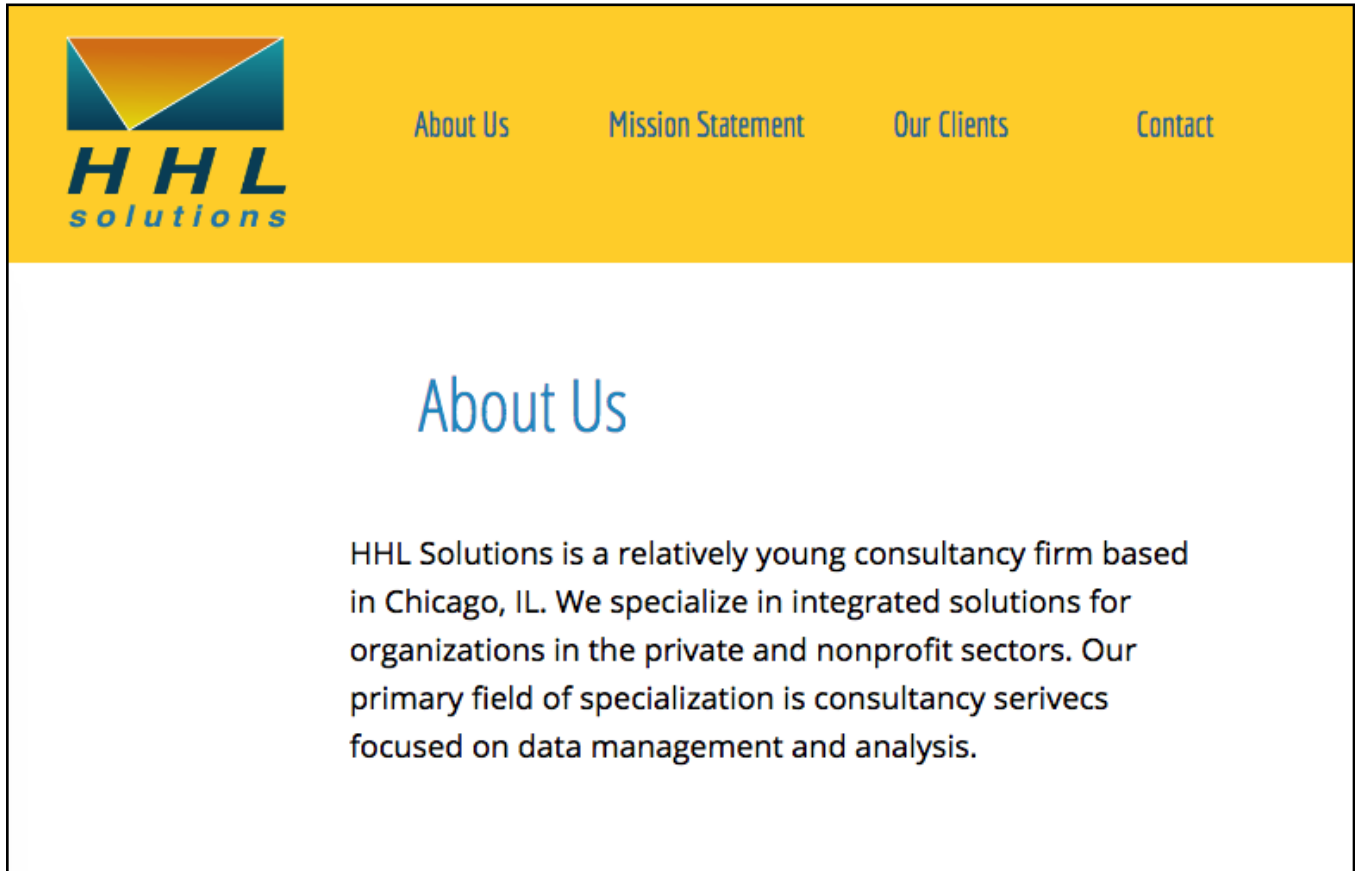 HHL
solutions
About Us Mission Statement Our Clients Contact
About Us
HHL Solutions is a relatively young consultancy firm based
in Chicago, IL. We specialize in integrated solutions for
organizations in the private and nonprofit sectors. Our
primary field of specialization is consultancy serivecs
focused on data management and analysis.